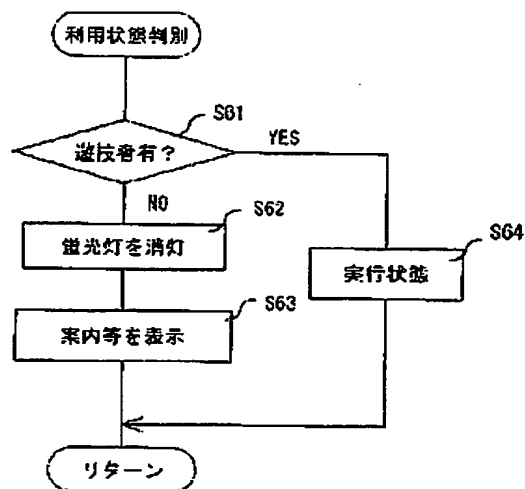 利用状態判別
S61
遊技者有?
YES
NO
S62
蛍光灯を消灯
S64
実行状態
S63
案内等を表示
リターン